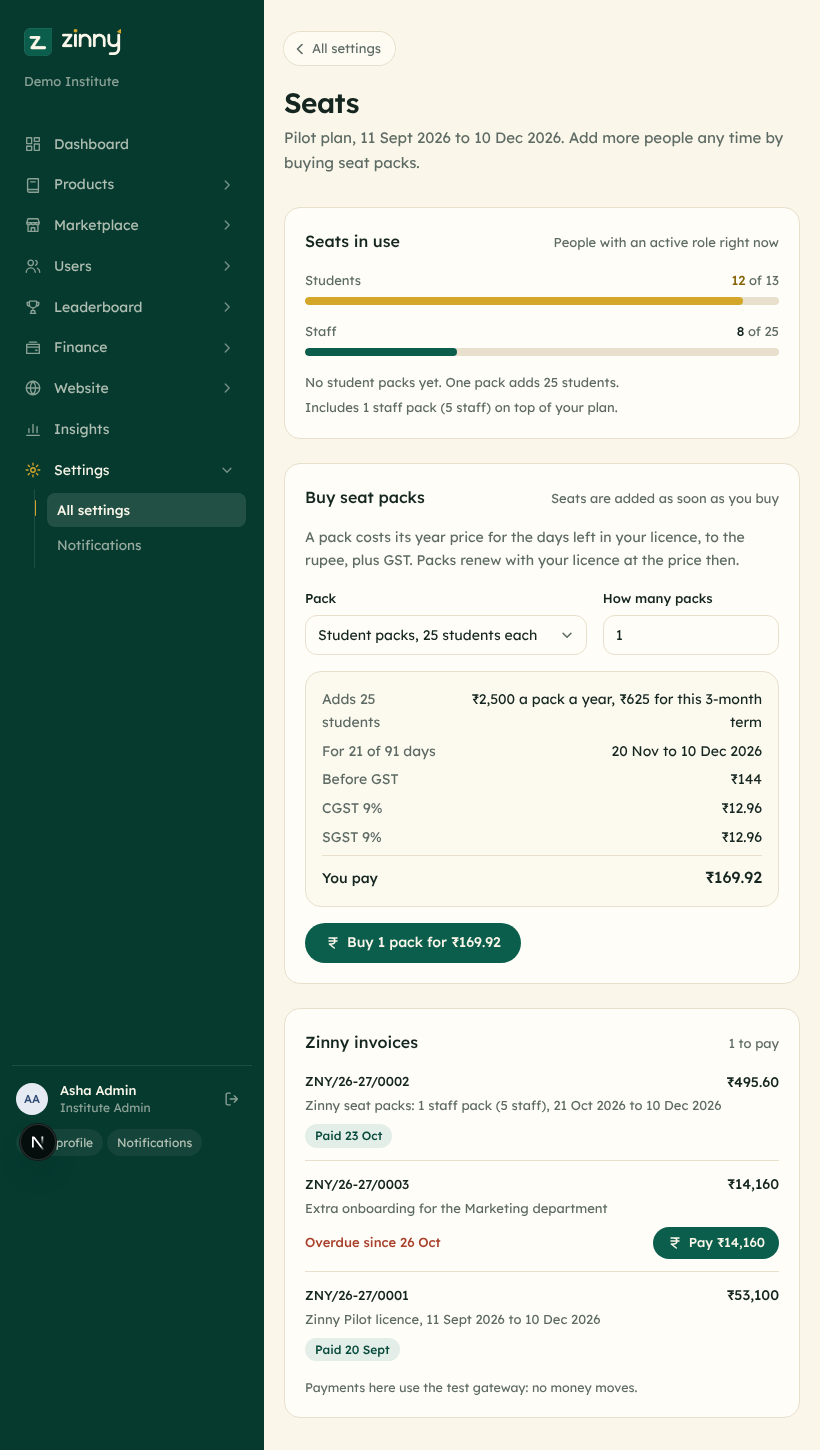 zinny
Demo Institute
Dashboard
Products
Marketplace
Users
Leaderboard
Finance
Website
Insights
Settings
All settings
Notifications
AA
Asha Admin
Institute Admin
N
profile
Notifications
All settings
Seats
Pilot plan, 11 Sept 2026 to 10 Dec 2026. Add more people any time by
buying seat packs.
Seats in use
People with an active role right now
Students
12 of 13
Staff
8 of 25
No student packs yet. One pack adds 25 students.
Includes 1 staff pack (5 staff) on top of your plan.
Buy seat packs
Seats are added as soon as you buy
A pack costs its year price for the days left in your licence, to the
rupee, plus GST. Packs renew with your licence at the price then.
Pack
How many packs
Student packs, 25 students each
1
Adds 25
students
₹2,500 a pack a year, ₹625 for this 3-month
term
For 21 of 91 days
20 Nov to 10 Dec 2026
Before GST
₹144
CGST 9%
₹12.96
SGST 9%
₹12.96
You pay
₹169.92
₹ Buy 1 pack for ₹169.92
Zinny invoices
1 to pay
ZNY/26-27/0002
₹495.60
Zinny seat packs: 1 staff pack (5 staff), 21 Oct 2026 to 10 Dec 2026
Paid 23 Oct
ZNY/26-27/0003
₹14,160
Extra onboarding for the Marketing department
Overdue since 26 Oct
₹ Pay ₹14,160
ZNY/26-27/0001
₹53,100
Zinny Pilot licence, 11 Sept 2026 to 10 Dec 2026
Paid 20 Sept
Payments here use the test gateway: no money moves.